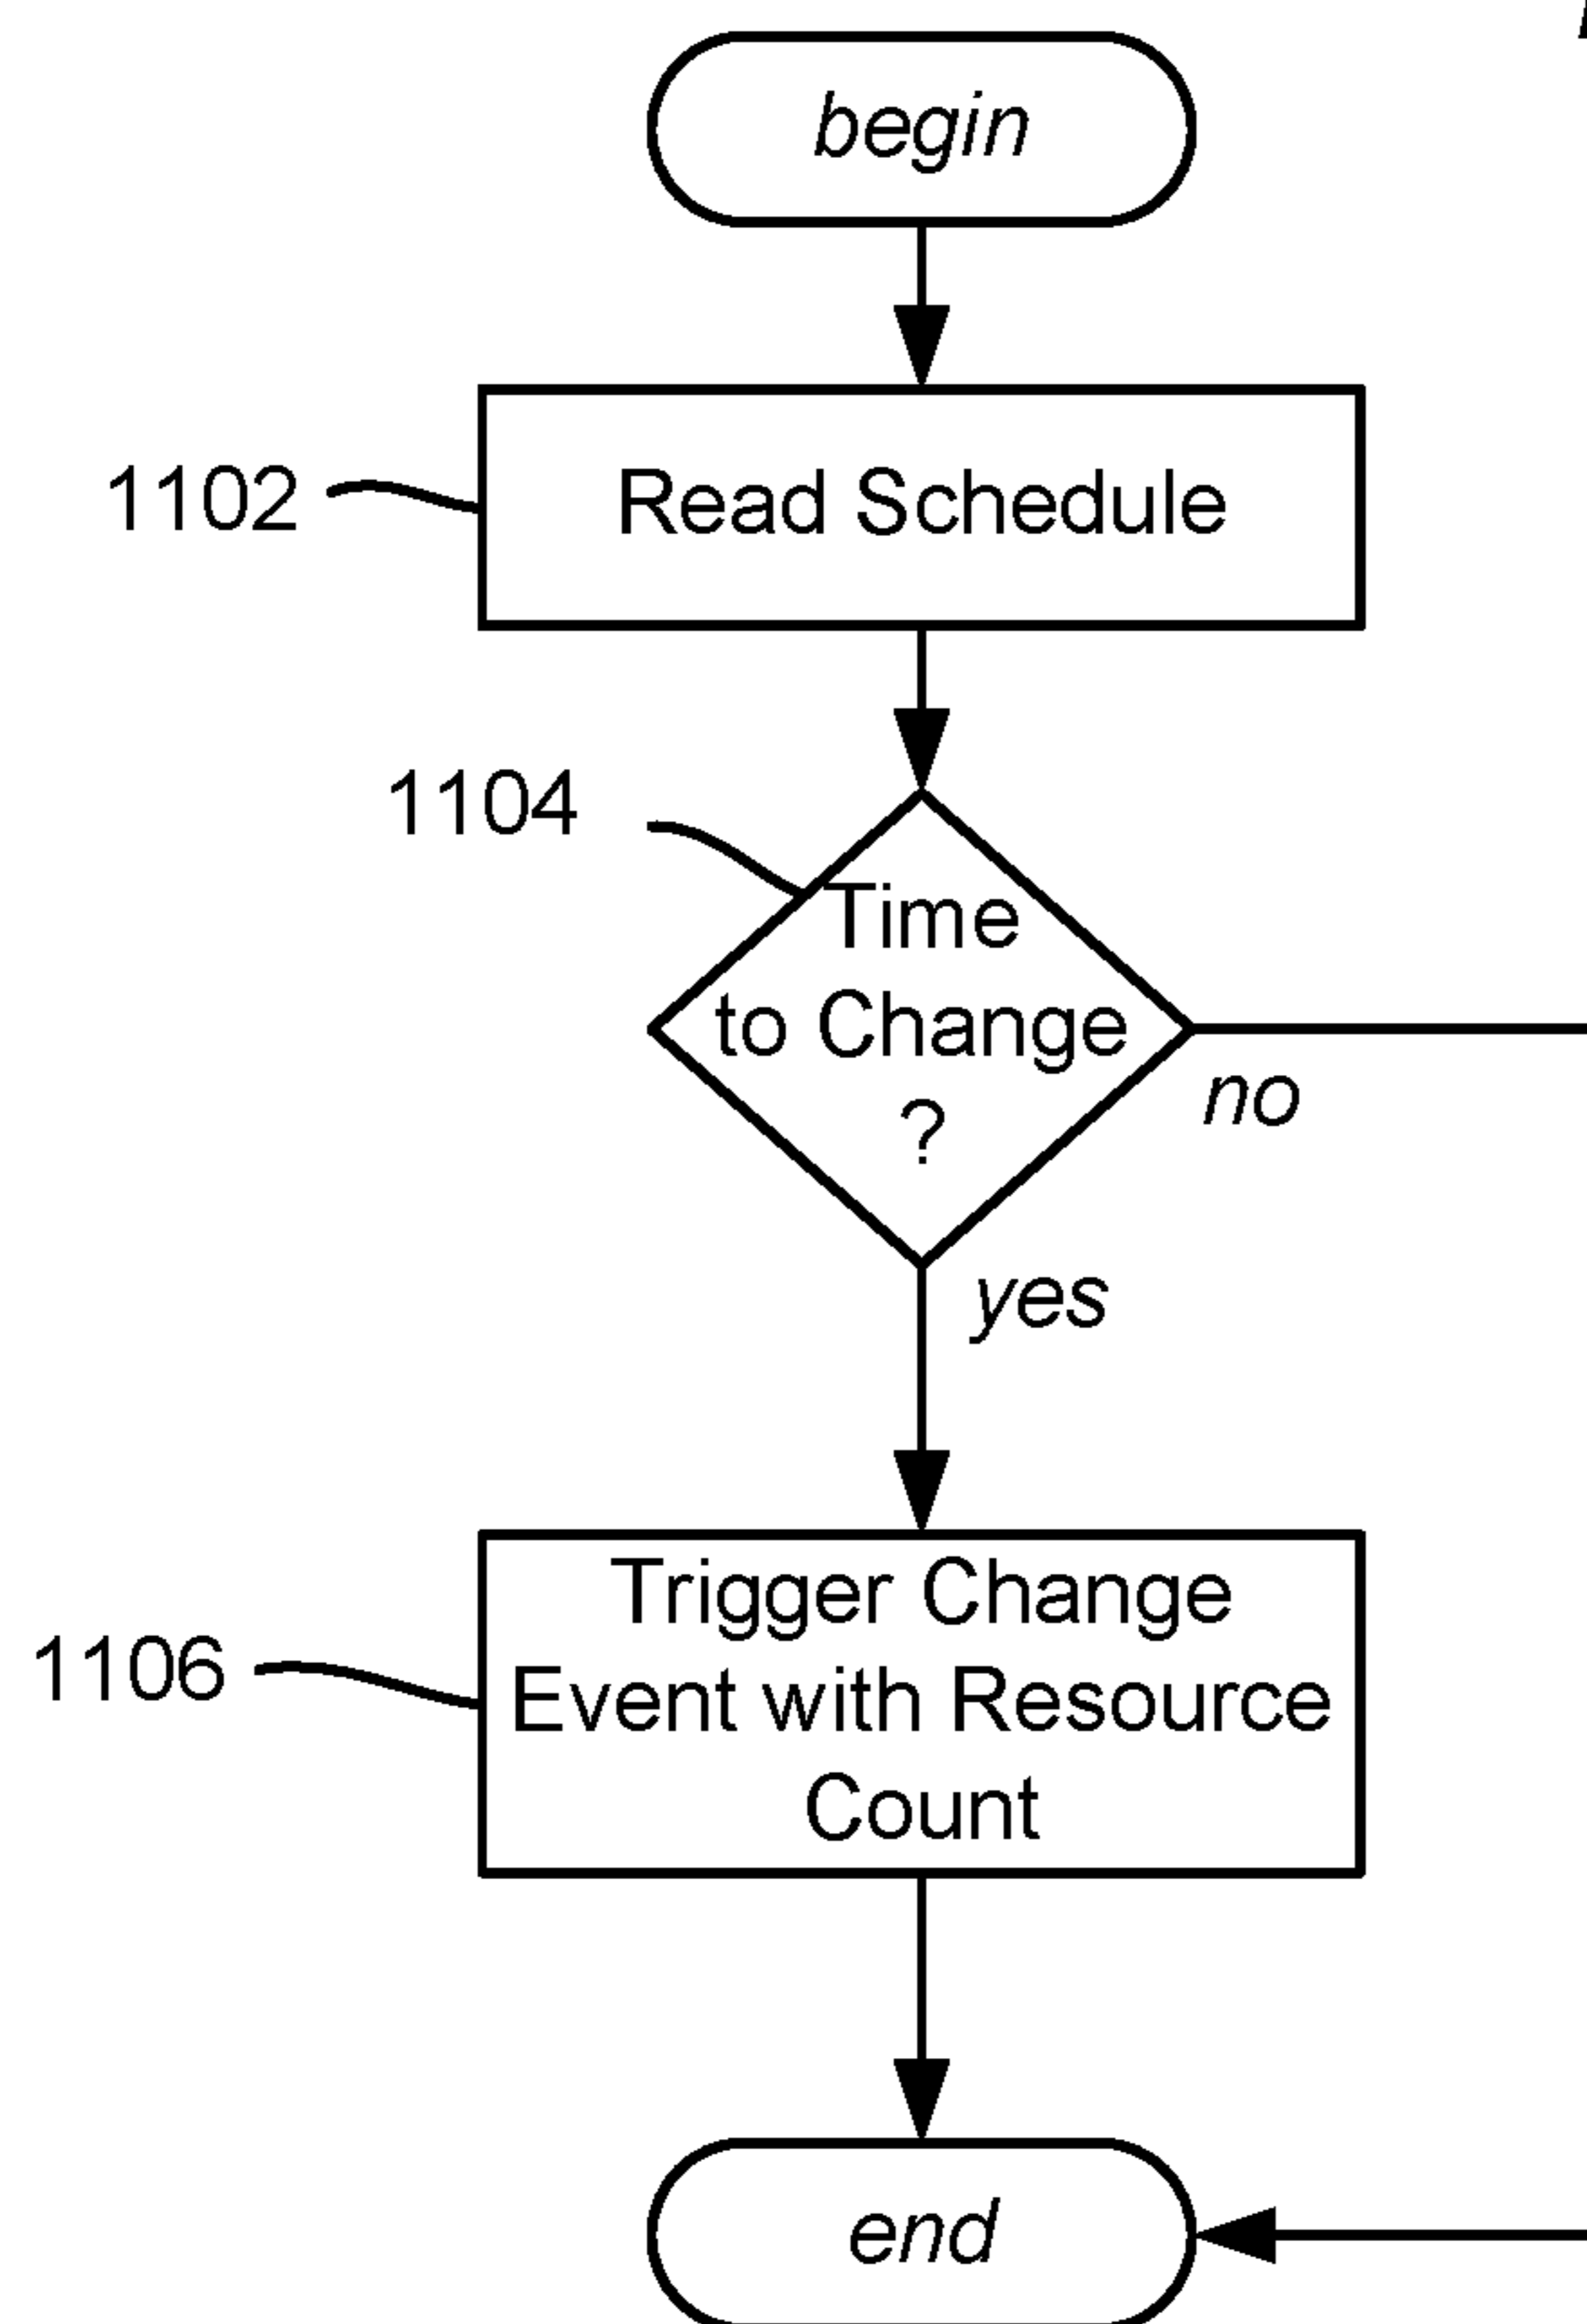 begin
1102
Read Schedule
1104
Time
to Change
?
no
yes
1106
Trigger Change
Event with Resource
Count
end